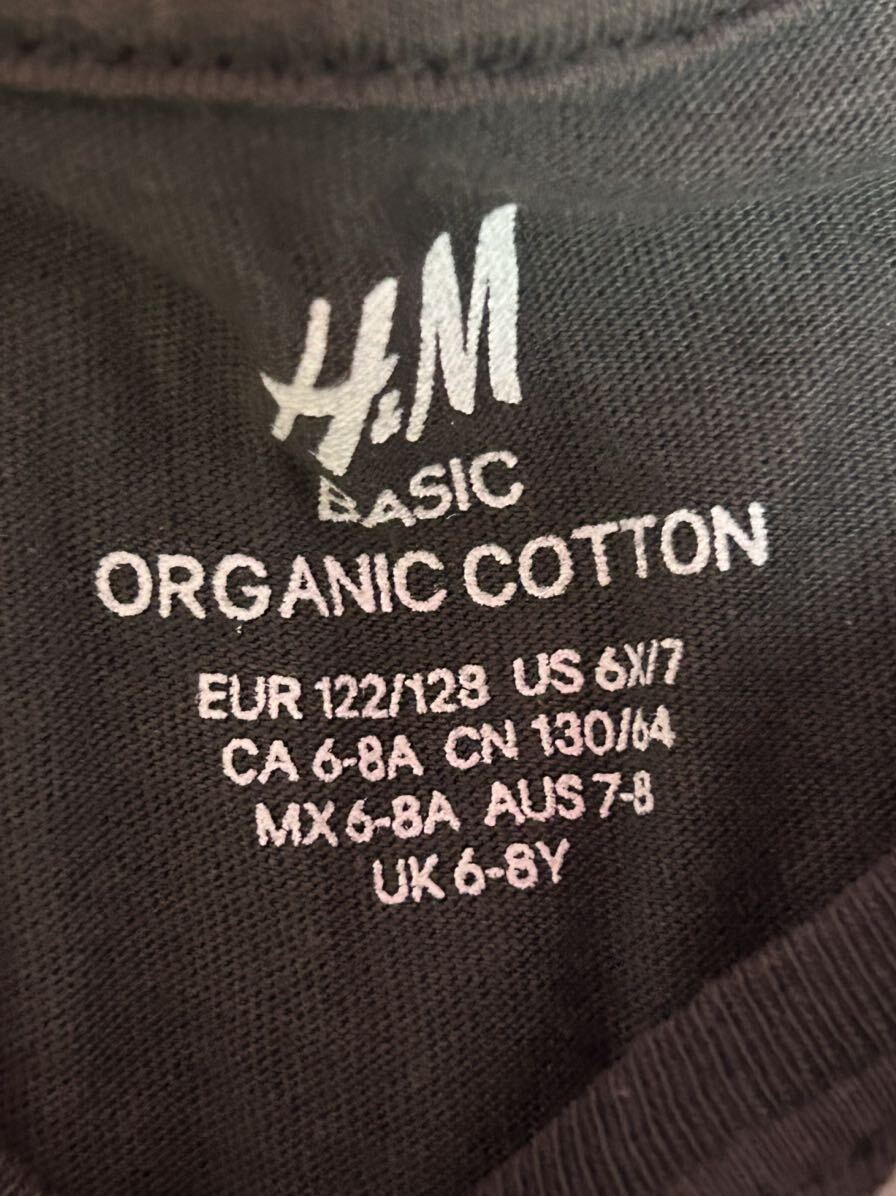 H&M
BASIC
ORGANIC COTTON
EUR 122/128 US 6X/7
CA 6-8A CN 130/64
MX 6-8A AUS 7-8
UK 6-8Y